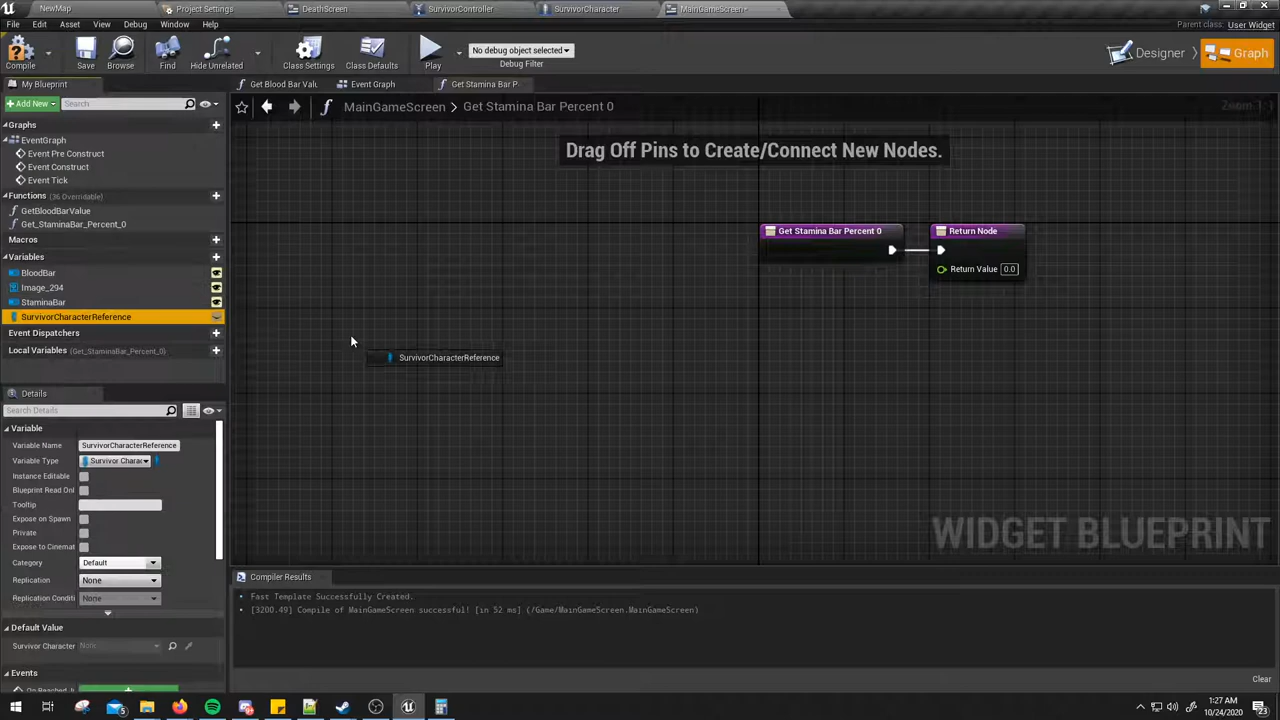 NewMap
Project Settings
DeathScreen
SurvivorController
SurvivorCharacter
MainGameScreen*
File Edit Asset View Debug Window Help
Parent class: User Widget
Compile
Save
Browse
Find
Hide Unrelated
Class Settings
Class Defaults
Play
No debug object selected
Debug Filter
Designer
Graph
My Blueprint
Get Blood Bar Valu
Event Graph
Get Stamina Bar P
+Add New
Search
MainGameScreen > Get Stamina Bar Percent 0
Zoom 1:1
Graphs
EventGraph
Event Pre Construct
Event Construct
Event Tick
Functions (36 Overridable)
GetBloodBarValue
Get_StaminaBar_Percent_0
Macros
Variables
BloodBar
Image_294
StaminaBar
SurvivorCharacterReference
Event Dispatchers
Local Variables (Get_StaminaBar_Percent_0)
Drag Off Pins to Create/Connect New Nodes.
Get Stamina Bar Percent 0
Return Node
Return Value 0.0
SurvivorCharacterReference
WIDGET BLUEPRINT
Details
Search Details
Variable
Variable Name SurvivorCharacterReference
Variable Type Survivor Charac
Instance Editable
Blueprint Read Onl
Tooltip
Expose on Spawn
Private
Expose to Cinemat
Category Default
Replication None
Replication Conditi None
Default Value
Survivor Character None
Events
Compiler Results
Fast Template Successfully Created.
[3200.49] Compile of MainGameScreen successful! [in 52 ms] (/Game/MainGameScreen.MainGameScreen)
Clear
1:27 AM
10/24/2020